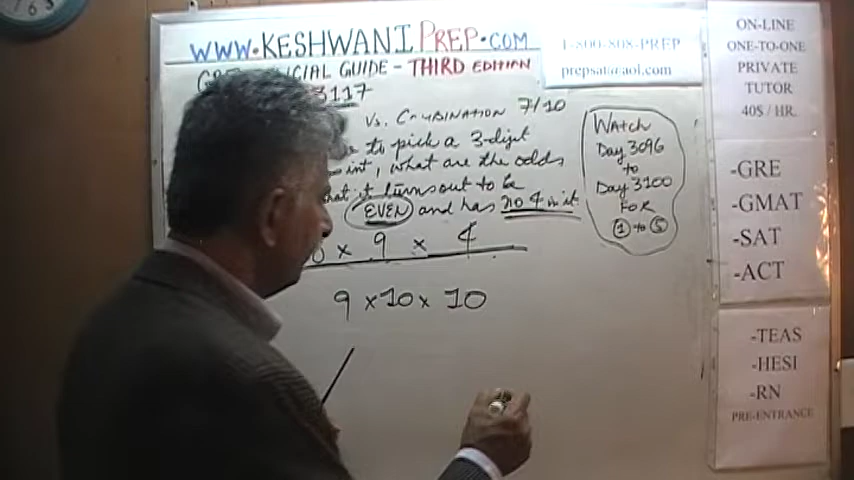 WWW.KESHWANIPREP.COM
GUIDE - THIRD EDITION
3117
VS. COMBINATION 7/10
to pick a 3-digit
int, what are the odds
it turns out to be
EVEN and has no 4 in it
x 9 x 4
9 x 10 x 10
1-800-808-PREP
prepsat@aol.com
WATCH
Day 3096
to
Day 3100
FOR
1 to 5
ON-LINE
ONE-TO-ONE
PRIVATE
TUTOR
40$ / HR.
-GRE
-GMAT
-SAT
-ACT
-TEAS
-HESI
-RN
PRE-ENTRANCE